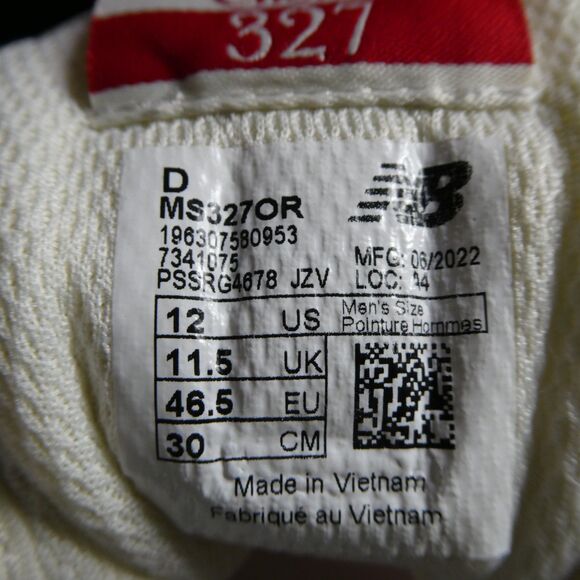 327
D
MS327OR
196307580953
7341075
PSSRG4678 JZV
NB
MFG: 06/2022
LOC: A4
12 US
Men's Size
Pointure Hommes
11.5 UK
46.5 EU
30 CM
Made in Vietnam
Fabriqué au Vietnam